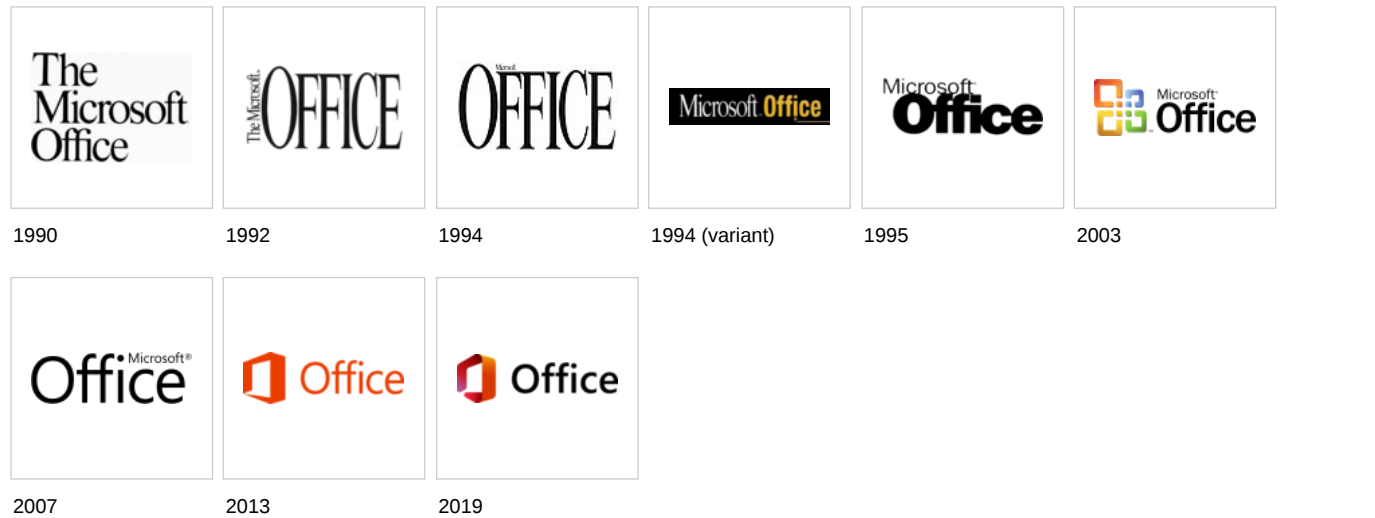 The
Microsoft
Office
The Microsoft
OFFICE
Microsoft
OFFICE
Microsoft Office
Microsoft
Office
Microsoft
Office
1990
1992
1994
1994 (variant)
1995
2003
Microsoft®
Office
Office
Office
2007
2013
2019